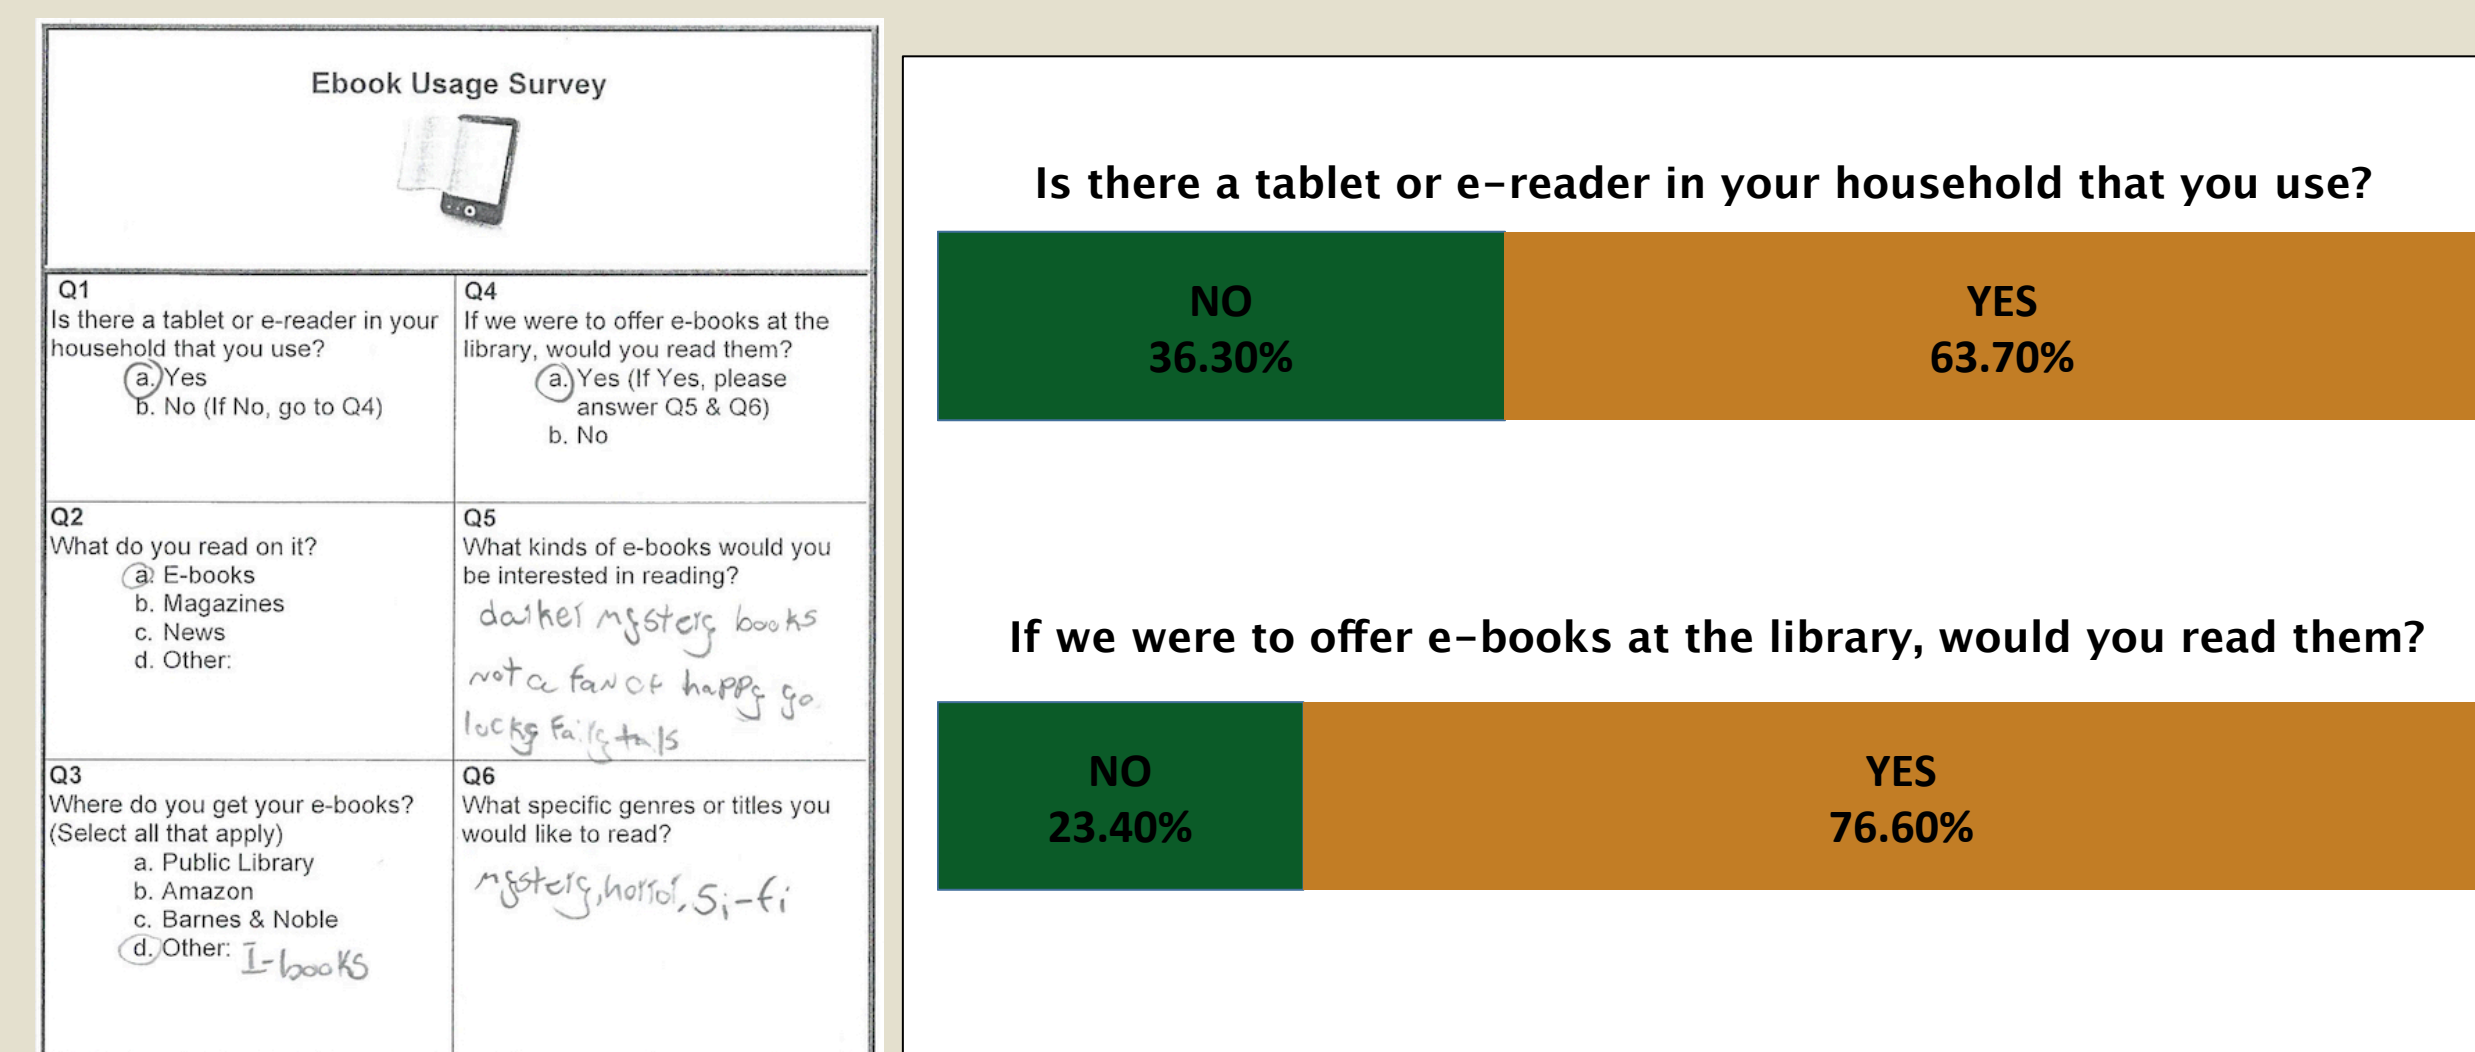 Ebook Usage Survey
Q1
Is there a tablet or e-reader in your
household that you use?
a. Yes
b. No (If No, go to Q4)
Q2
What do you read on it?
a. E-books
b. Magazines
c. News
d. Other:
Q3
Where do you get your e-books?
(Select all that apply)
a. Public Library
b. Amazon
c. Barnes & Noble
d. Other: I-books
Q4
If we were to offer e-books at the
library, would you read them?
a. Yes (If Yes, please
answer Q5 & Q6)
b. No
Q5
What kinds of e-books would you
be interested in reading?
darker mystery books
not a fan of happy go
lucky fairy tals
Q6
What specific genres or titles you
would like to read?
mystery, horror, Si-fi
Is there a tablet or e-reader in your household that you use?
NO
36.30%
YES
63.70%
If we were to offer e-books at the library, would you read them?
NO
23.40%
YES
76.60%